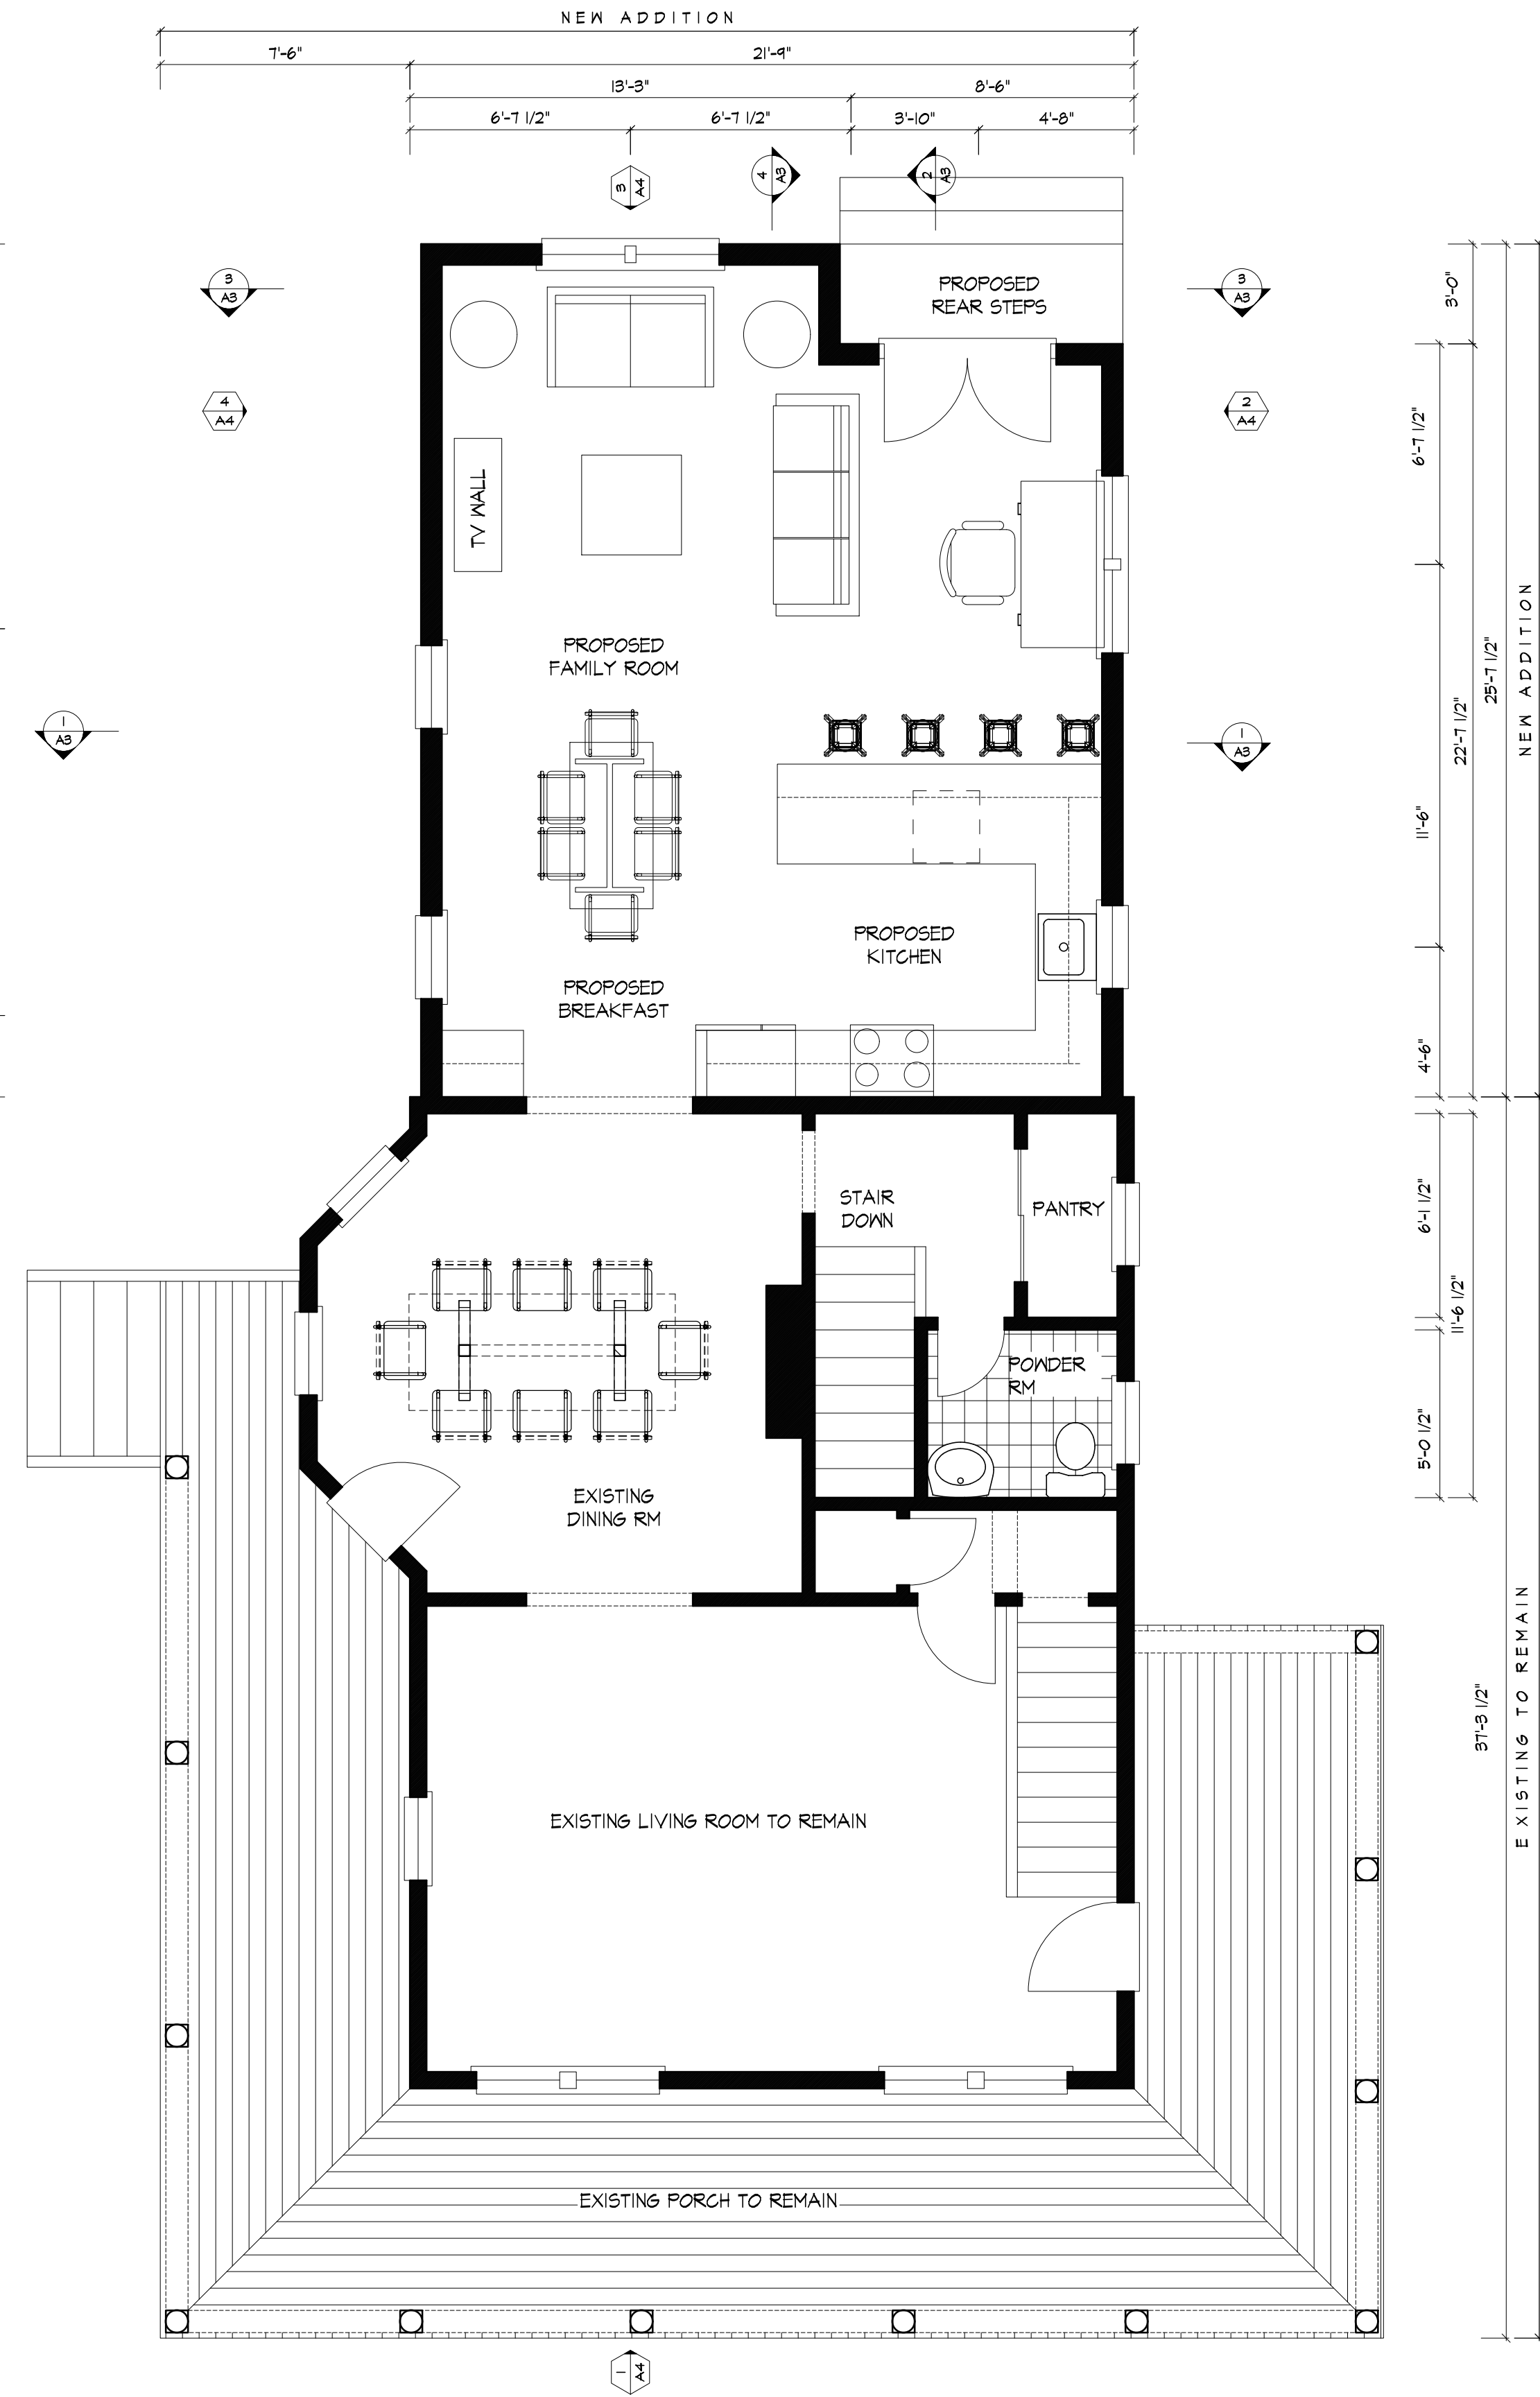 NEW ADDITION
7'-6"
21'-9"
13'-3"
8'-6"
6'-7 1/2"
6'-7 1/2"
3'-10"
4'-8"
3
A4
4
A3
2
A3
PROPOSED
REAR STEPS
3
A3
3
A3
3'-0"
4
A4
2
A4
6'-7 1/2"
TV WALL
PROPOSED
FAMILY ROOM
NEW ADDITION
25'-7 1/2"
22'-7 1/2"
1
A3
1
A3
11'-6"
PROPOSED
KITCHEN
PROPOSED
BREAKFAST
4'-6"
STAIR
DOWN
PANTRY
6'-1 1/2"
11'-6 1/2"
POWDER
RM
5'-0 1/2"
EXISTING
DINING RM
EXISTING TO REMAIN
37'-3 1/2"
EXISTING LIVING ROOM TO REMAIN
EXISTING PORCH TO REMAIN
1
A4